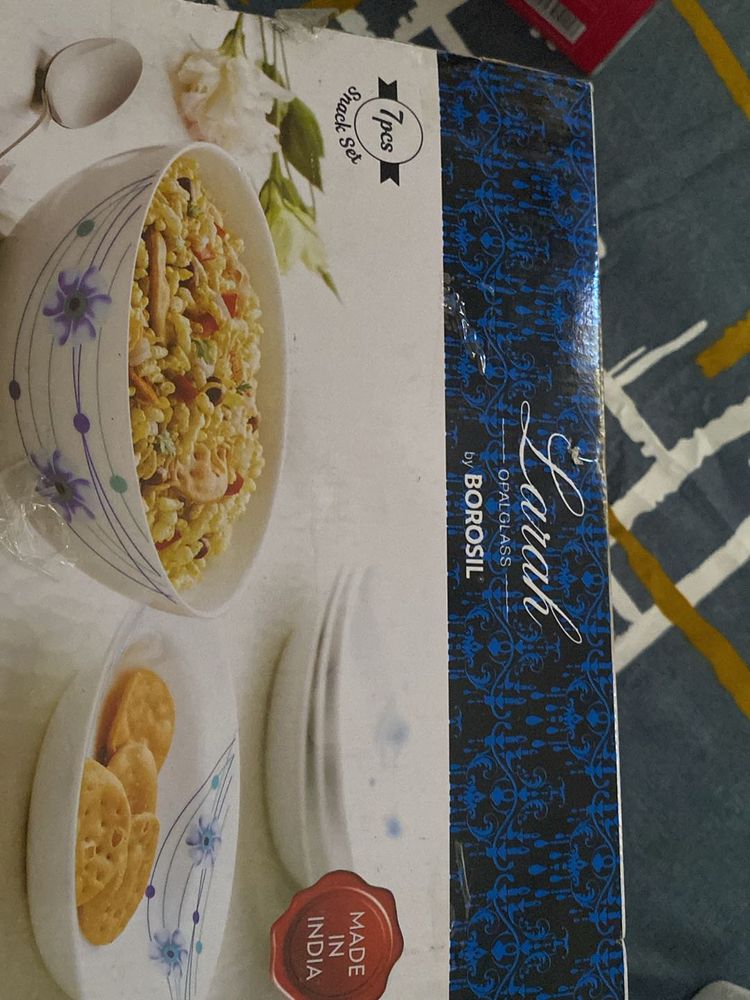 7pcs
Snack Set
Larah
OPALGLASS
by BOROSIL
MADE
IN
INDIA